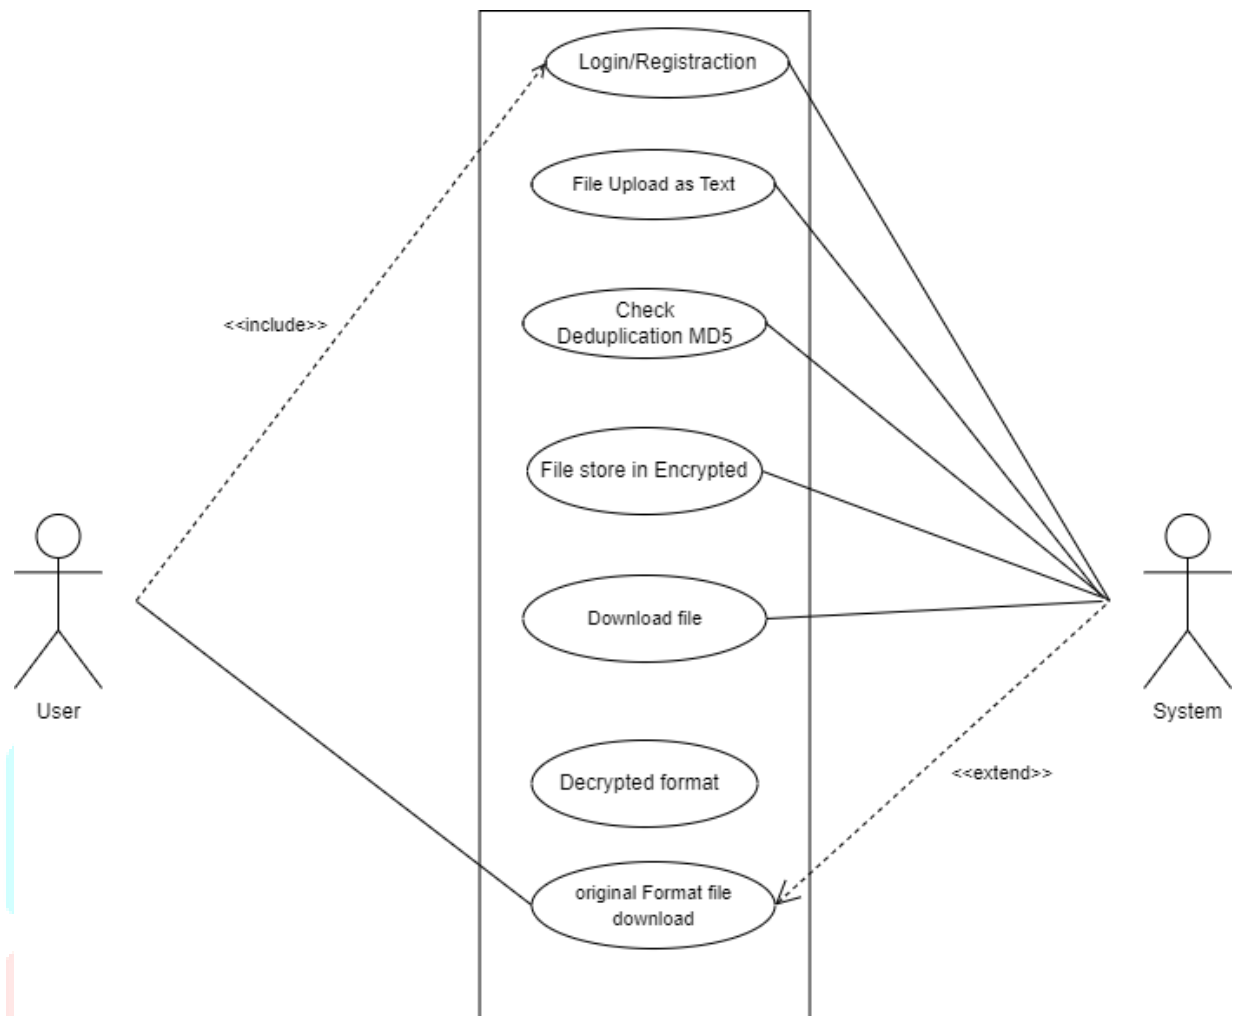 Login/Registraction
File Upload as Text
<<include>>
Check
Deduplication MD5
File store in Encrypted
Download file
User
System
<<extend>>
Decrypted format
original Format file
download